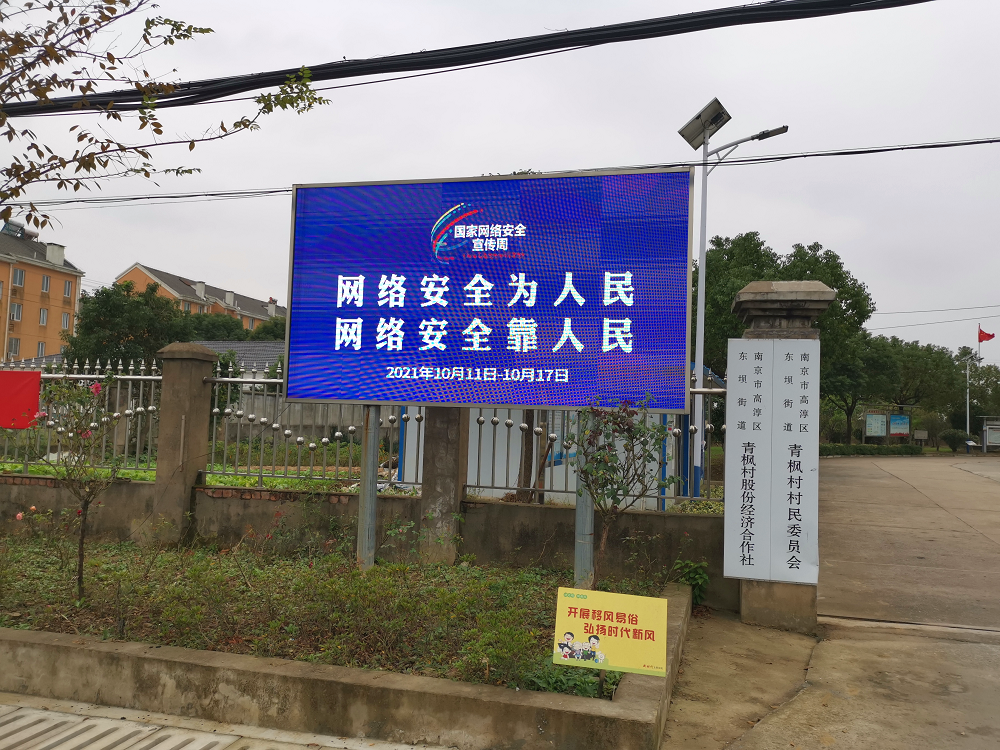 国家网络安全
宣传周
网络安全为人民
网络安全靠人民
2021年10月11日-10月17日
南京市高淳区
东坝街道
青枫村村民委员会
南京市高淳区
东坝街道
青枫村股份经济合作社
开展移风易俗
弘扬时代新风